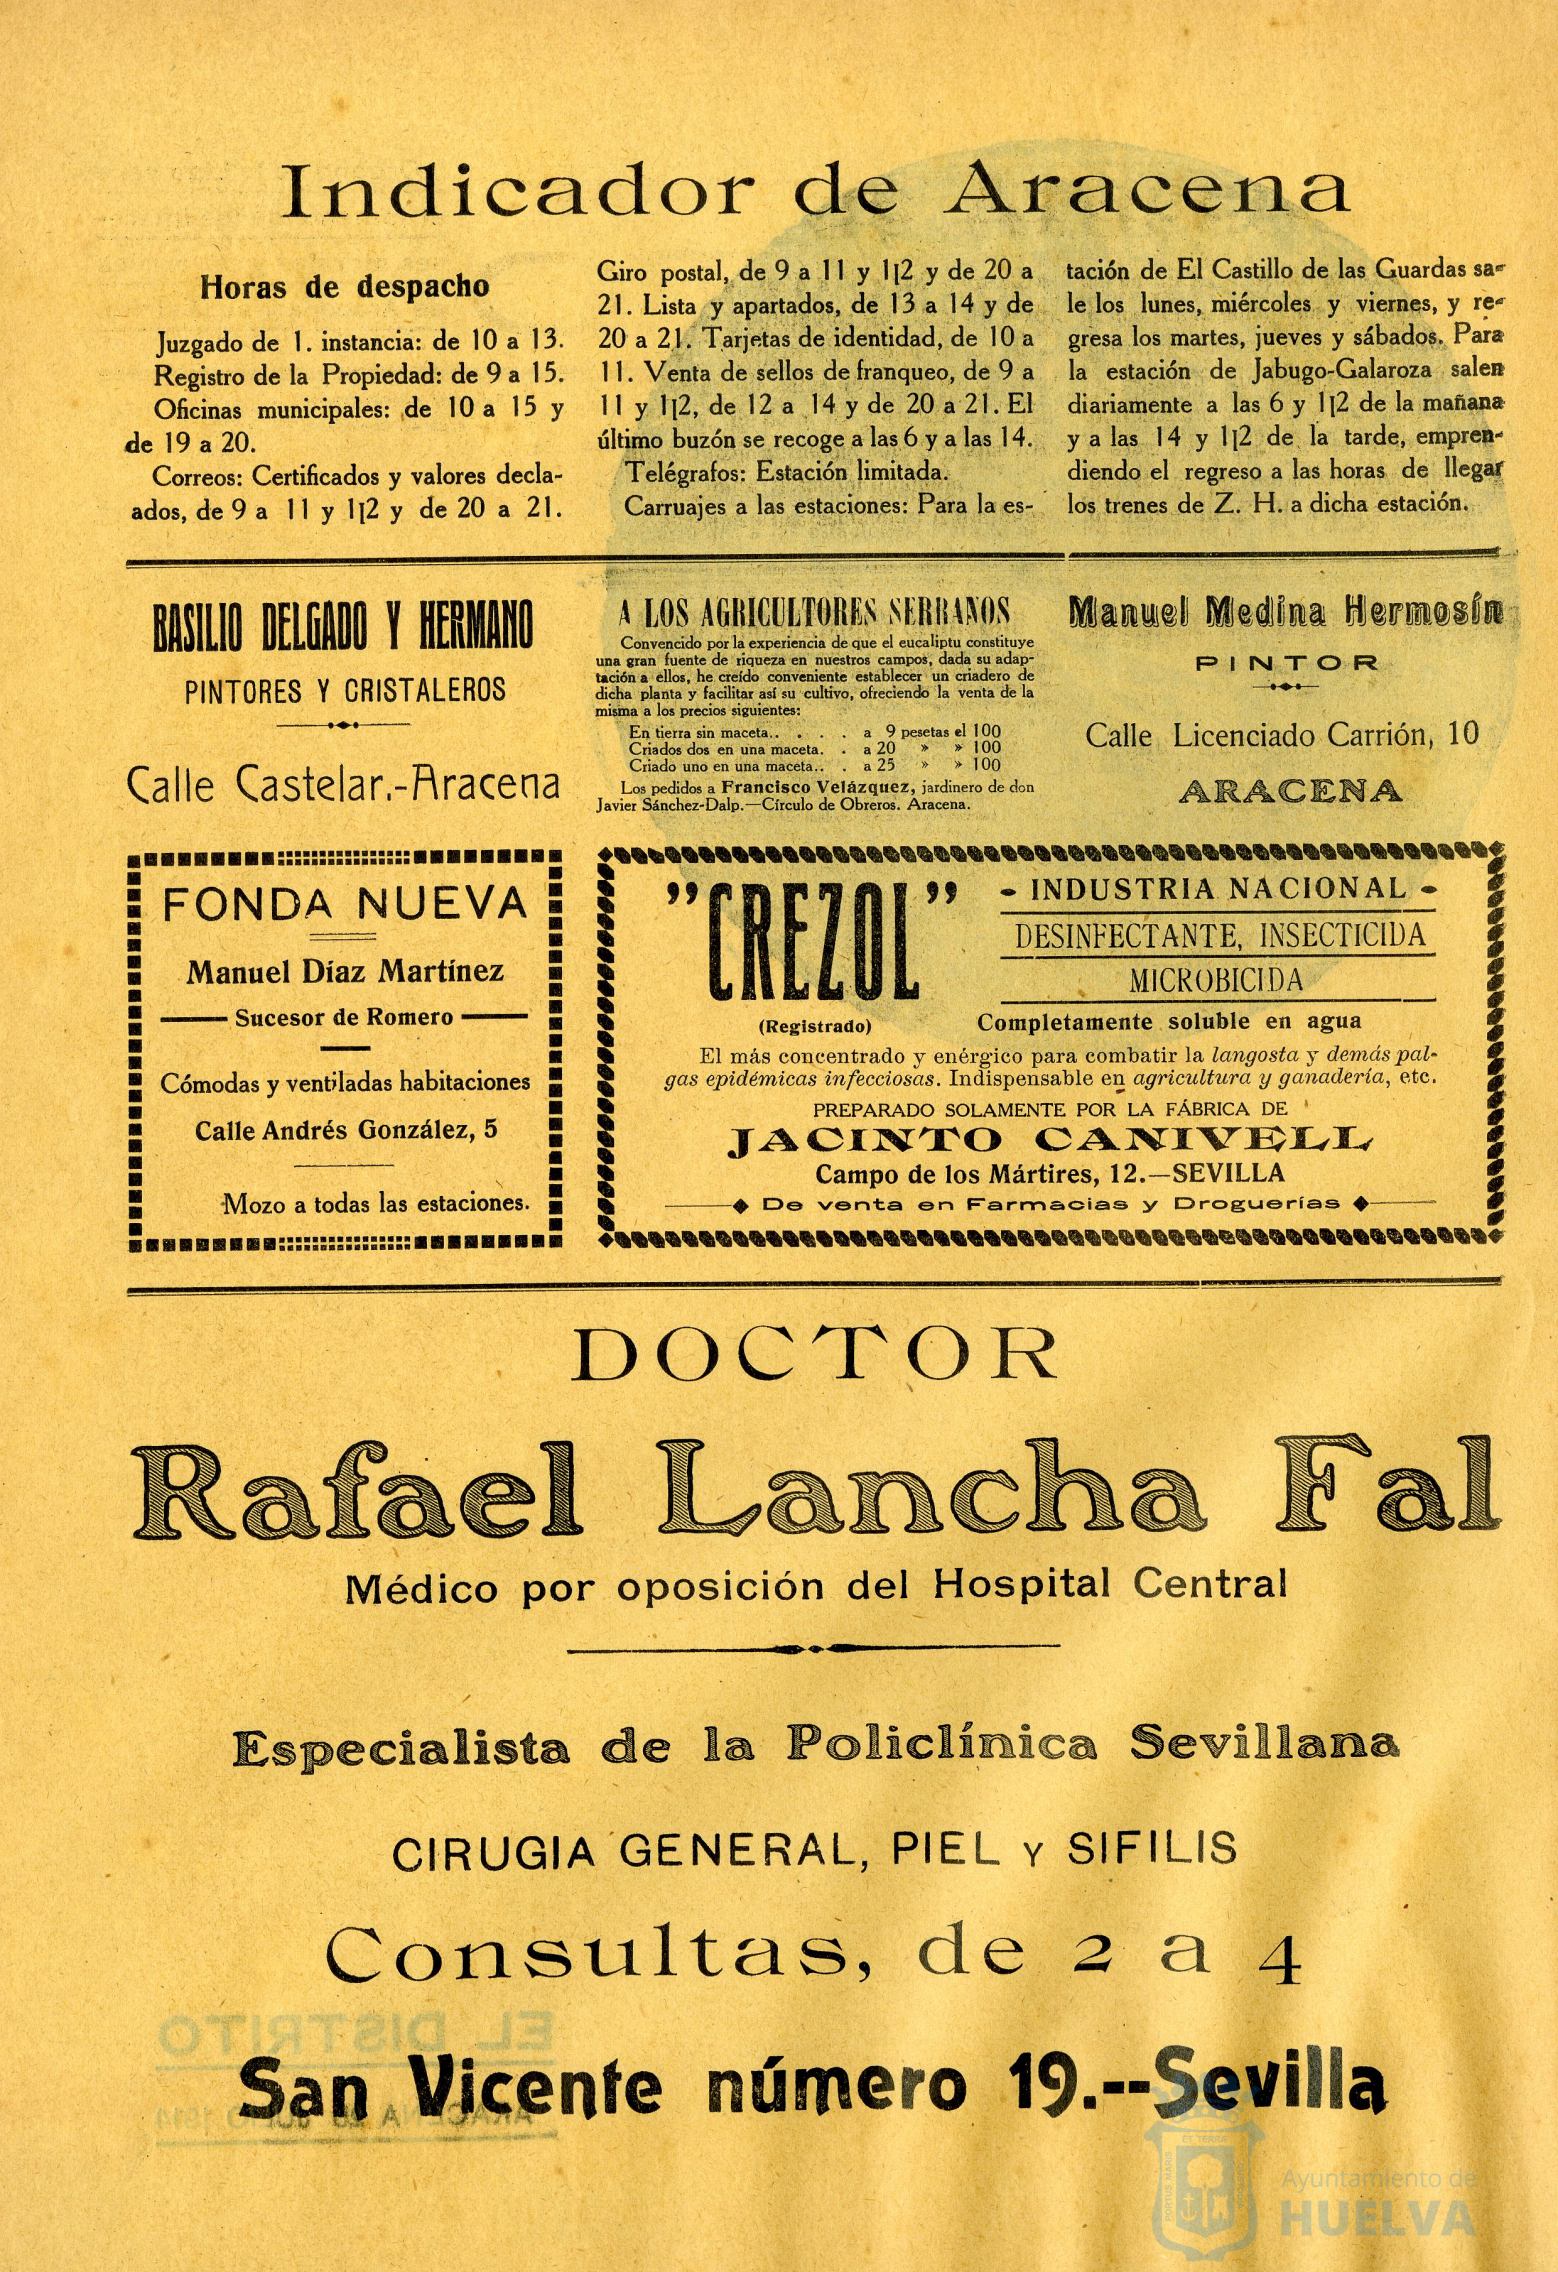 Indicador de Aracena
Horas de despacho
Juzgado de 1. instancia: de 10 a 13.
Registro de la Propiedad: de 9 a 15.
Oficinas municipales: de 10 a 15 y
de 19 a 20.
Correos: Certificados y valores decla-
ados, de 9 a 11 y 1|2 y de 20 a 21.
Giro postal, de 9 a 11 y 1|2 y de 20 a
21. Lista y apartados, de 13 a 14 y de
20 a 21. Tarjetas de identidad, de 10 a
11. Venta de sellos de franqueo, de 9 a
11 y 1|2, de 12 a 14 y de 20 a 21. El
último buzón se recoge a las 6 y a las 14.
Telégrafos: Estación limitada.
Carruajes a las estaciones: Para la es-
tación de El Castillo de las Guardas sa-
le los lunes, miércoles y viernes, y re-
gresa los martes, jueves y sábados. Para
la estación de Jabugo-Galaroza salen
diariamente a las 6 y 1|2 de la mañana
y a las 14 y 1|2 de la tarde, empren-
diendo el regreso a las horas de llegar
los trenes de Z. H. a dicha estación.
BASILIO DELGADO Y HERMANO
PINTORES Y CRISTALEROS
Calle Castelar.-Aracena
A LOS AGRICULTORES SERRANOS
Convencido por la experiencia de que el eucaliptu constituye
una gran fuente de riqueza en nuestros campos, dada su adap-
tación a ellos, he creído conveniente establecer un criadero de
dicha planta y facilitar así su cultivo, ofreciendo la venta de la
misma a los precios siguientes:
En tierra sin maceta.. . . . a 9 pesetas el 100
Criados dos en una maceta. . a 20 » » 100
Criado uno en una maceta.. . a 25 » » 100
Los pedidos a Francisco Velázquez, jardinero de don
Javier Sánchez-Dalp.—Círculo de Obreros. Aracena.
Manuel Medina Hermosín
PINTOR
Calle Licenciado Carrión, 10
ARACENA
FONDA NUEVA
Manuel Díaz Martínez
Sucesor de Romero
Cómodas y ventiladas habitaciones
Calle Andrés González, 5
Mozo a todas las estaciones.
"CREZOL"
(Registrado)
- INDUSTRIA NACIONAL -
DESINFECTANTE, INSECTICIDA
MICROBICIDA
Completamente soluble en agua
El más concentrado y enérgico para combatir la langosta y demás pal-
gas epidémicas infecciosas. Indispensable en agricultura y ganadería, etc.
PREPARADO SOLAMENTE POR LA FÁBRICA DE
JACINTO CANIVELL
Campo de los Mártires, 12.—SEVILLA
De venta en Farmacias y Droguerías
DOCTOR
Rafael Lancha Fal
Médico por oposición del Hospital Central
Especialista de la Policlínica Sevillana
CIRUGIA GENERAL, PIEL Y SIFILIS
Consultas, de 2 a 4
EL DISTRITO
San Vicente número 19.--Sevilla
Ayuntamiento de
HUELVA